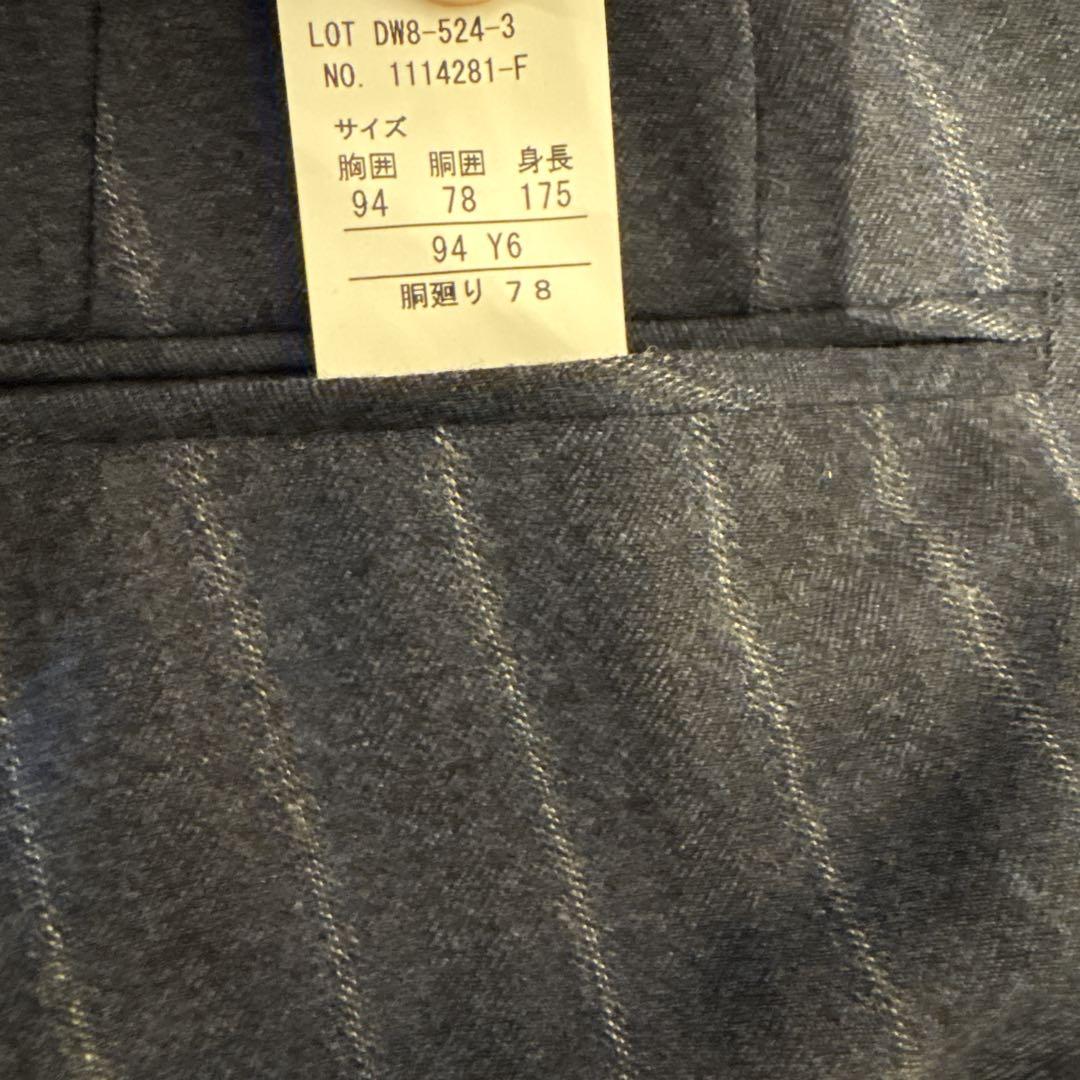 LOT DW8-524-3
NO. 1114281-F
サイズ
胸囲 胴囲 身長
94 78 175
94 Y6
胴廻り 78